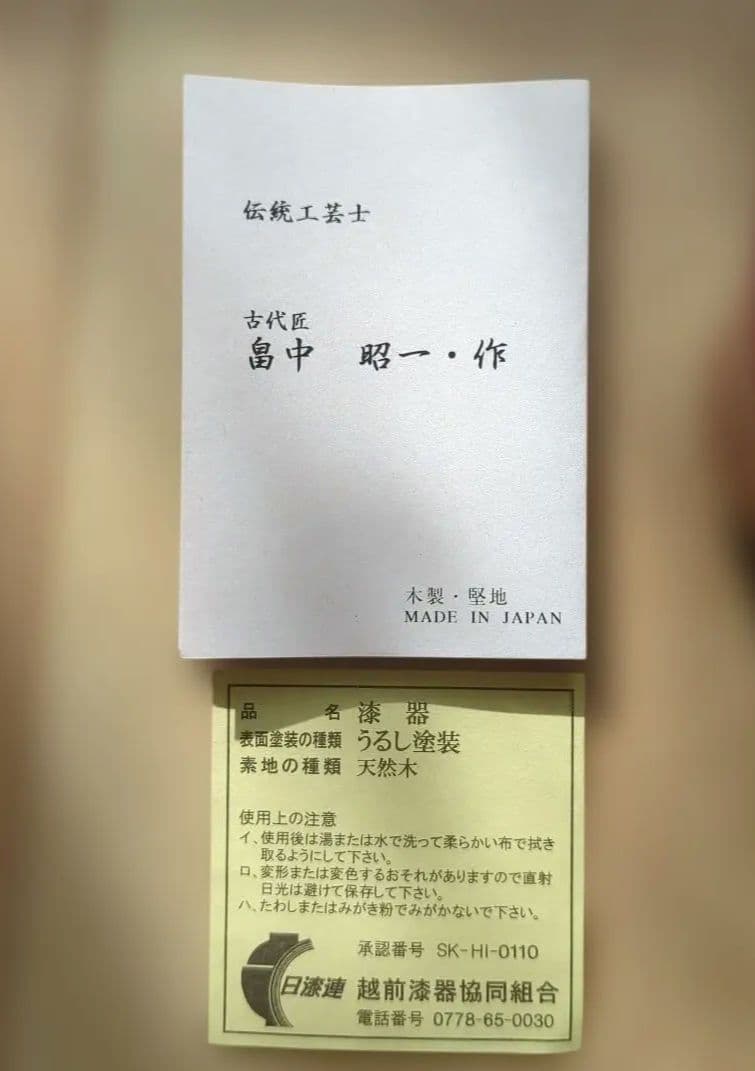 伝統工芸士
古代匠
畠中 昭一・作
木製・堅地
MADE IN JAPAN
品 名 漆 器
表面塗装の種類 うるし塗装
素地の種類 天然木
使用上の注意
イ、使用後は湯または水で洗って柔らかい布で拭き
取るようにして下さい。
ロ、変形または変色するおそれがありますので直射
日光は避けて保存して下さい。
ハ、たわしまたはみがき粉でみがかないで下さい。
承認番号 SK-HI-0110
日漆連 越前漆器協同組合
電話番号 0778-65-0030